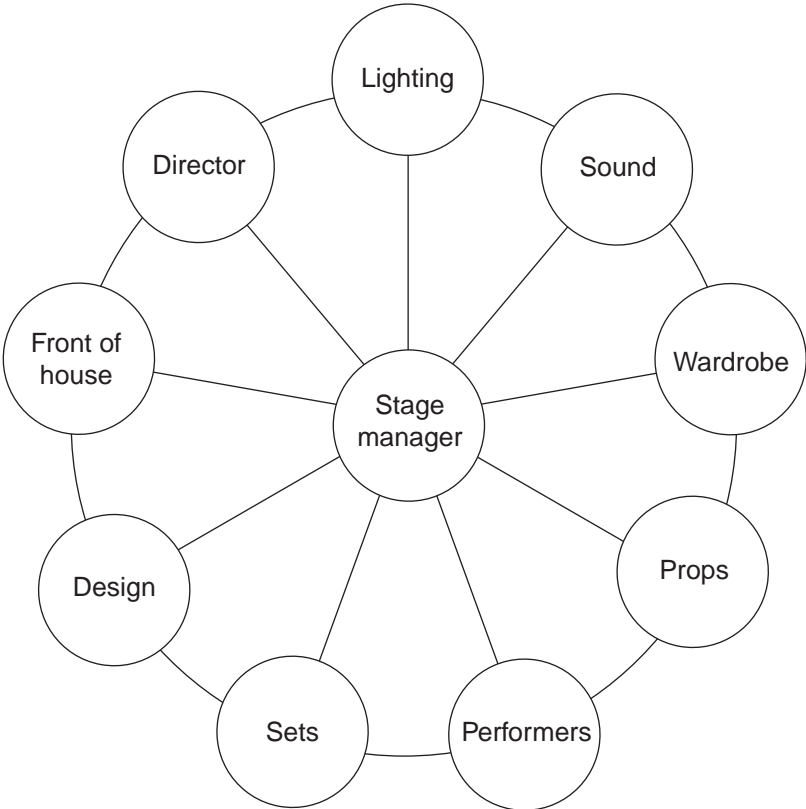 Lighting
Director
Sound
Front of
house
Wardrobe
Stage
manager
Design
Props
Sets
Performers